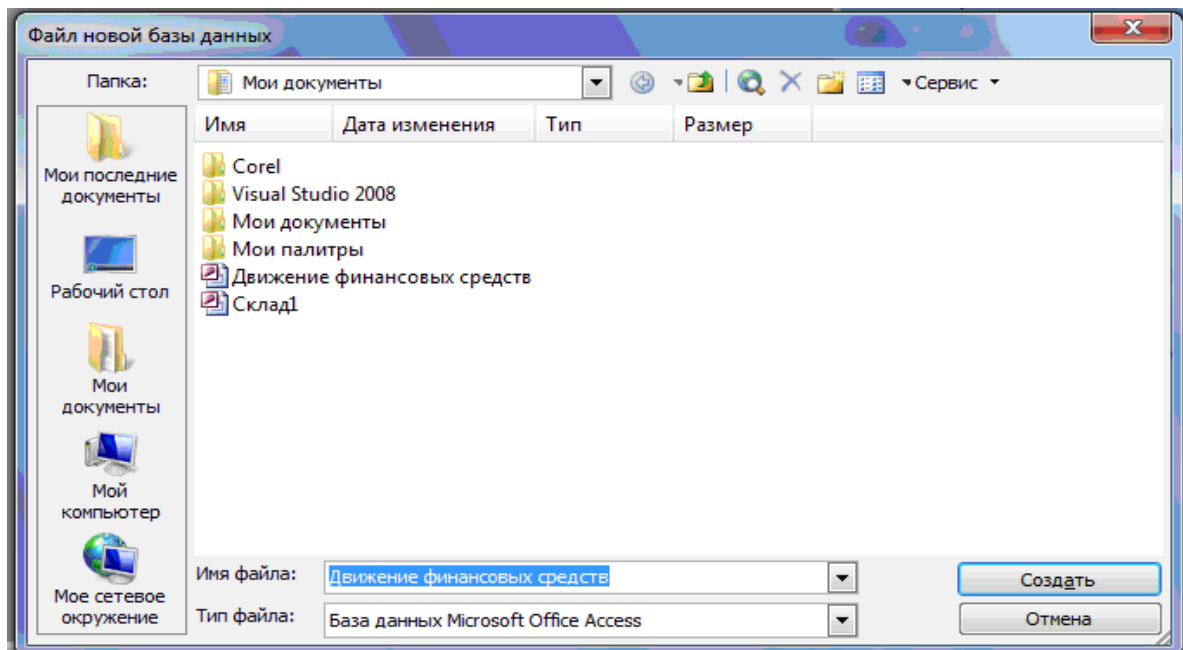 Файл новой базы данных
Папка:
Мои документы
Сервис
Имя
Дата изменения
Тип
Размер
Мои последние
документы
Рабочий стол
Мои
документы
Мой
компьютер
Мое сетевое
окружение
Corel
Visual Studio 2008
Мои документы
Мои палитры
Движение финансовых средств
Склад1
Имя файла:
Движение финансовых средств
Создать
Тип файла:
База данных Microsoft Office Access
Отмена